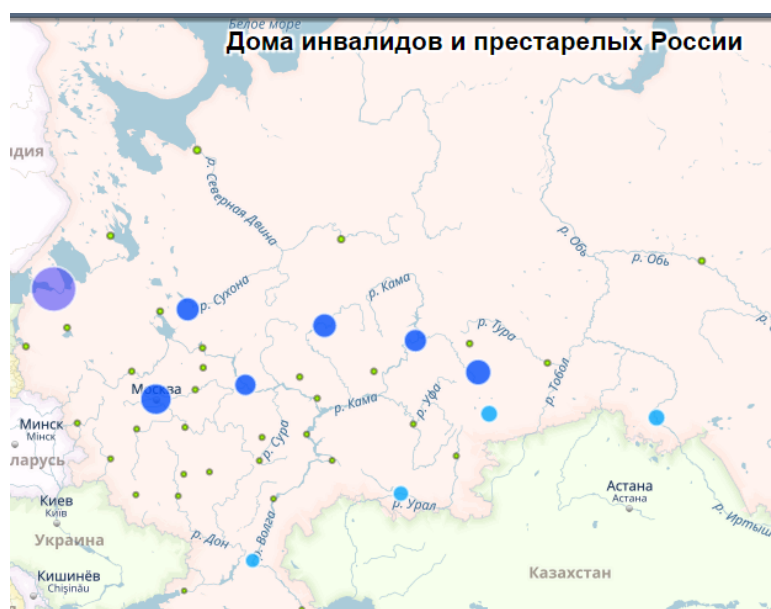 Белое море
Дома инвалидов и престарелых России
ДИЯ
р. Северная Двина
р. Обь
р. Обь
р. Сухона
р. Кама
р. Тура
р. Тобол
Москва
р. Кама
р. Уфа
Минск
Мінск
р. Сура
ларусь
Астана
Астана
Киев
Київ
р. Урал
р. Иртыш
р. Волга
р. Дон
Украина
Казахстан
Кишинёв
Chișinău